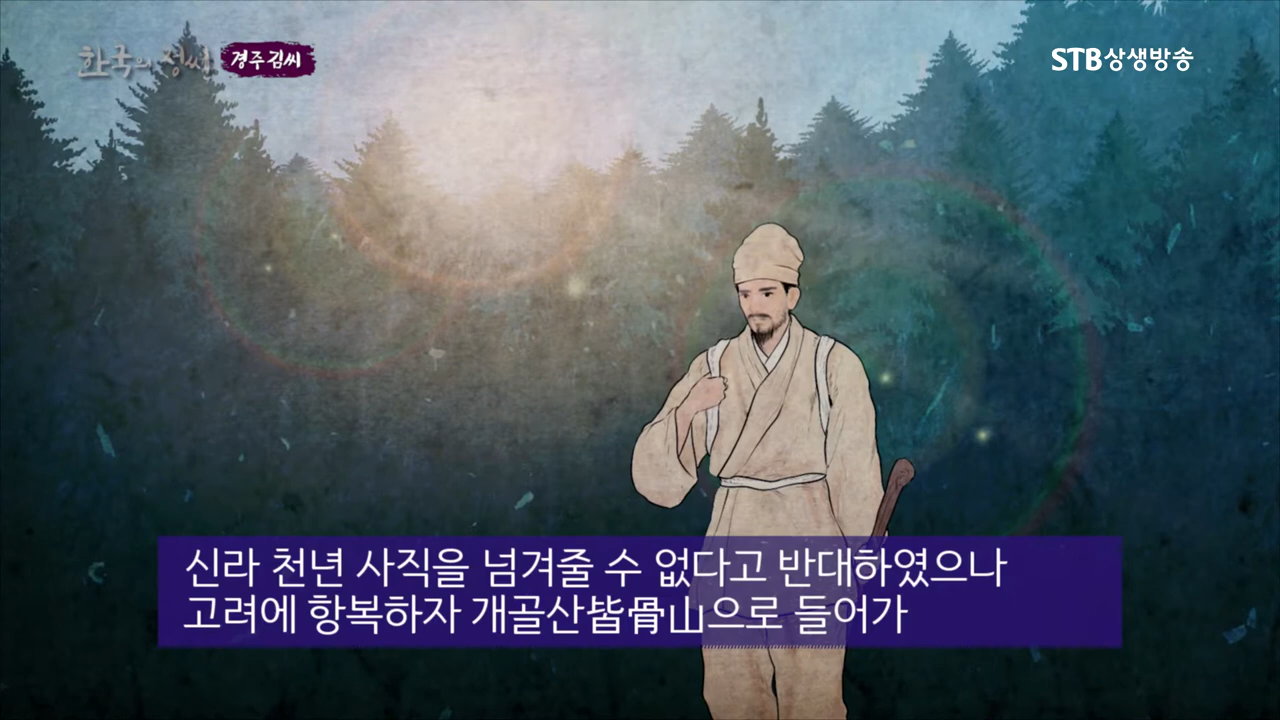 한국의 성씨 경주 김씨
STB상생방송
신라 천년 사직을 넘겨줄 수 없다고 반대하였으나
고려에 항복하자 개골산皆骨山으로 들어가